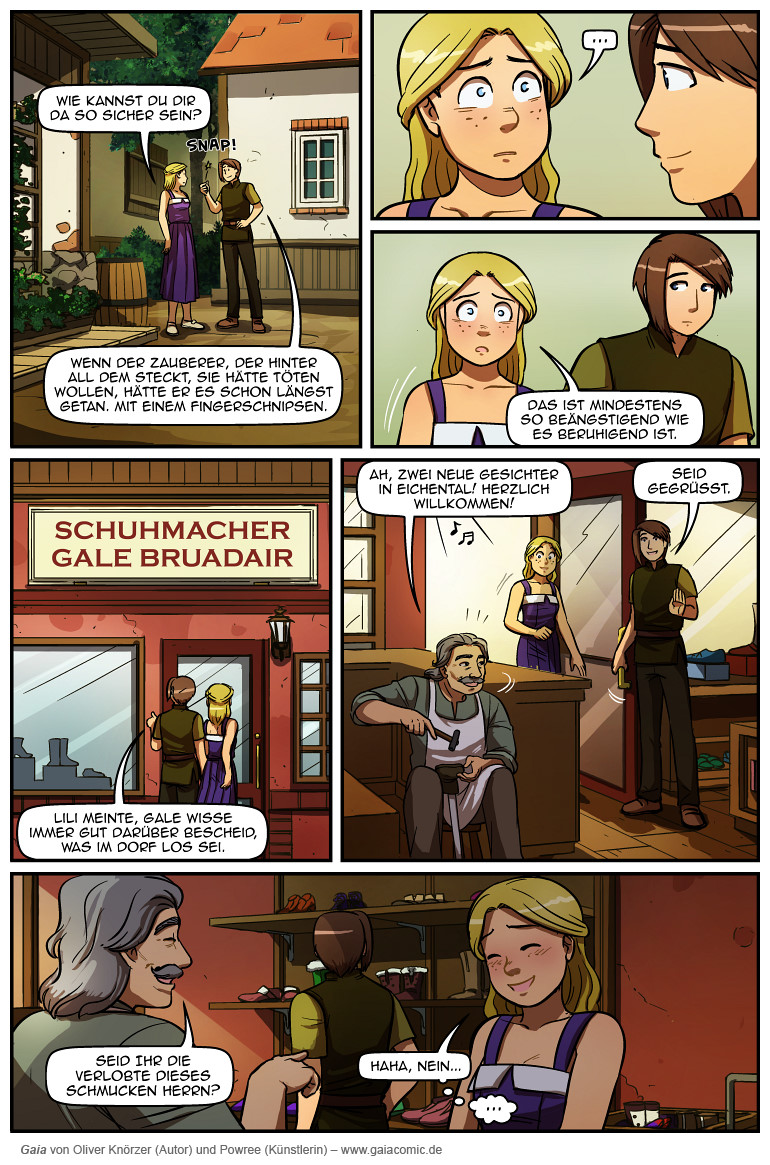 WIE KANNST DU DIR
DA SO SICHER SEIN?
SNAP!
WENN DER ZAUBERER, DER HINTER
ALL DEM STECKT, SIE HÄTTE TÖTEN
WOLLEN, HÄTTE ER ES SCHON LÄNGST
GETAN. MIT EINEM FINGERSCHNIPSEN.
...
DAS IST MINDESTENS
SO BEÄNGSTIGEND WIE
ES BERUHIGEND IST.
SCHUHMACHER
GALE BRUADAIR
LILI MEINTE, GALE WISSE
IMMER GUT DARÜBER BESCHEID,
WAS IM DORF LOS SEI.
AH, ZWEI NEUE GESICHTER
IN EICHENTAL! HERZLICH
WILLKOMMEN!
SEID
GEGRÜSST.
SEID IHR DIE
VERLOBTE DIESES
SCHMUCKEN HERRN?
HAHA, NEIN...
...
Gaia von Oliver Knörzer (Autor) und Powree (Künstlerin) – www.gaiacomic.de